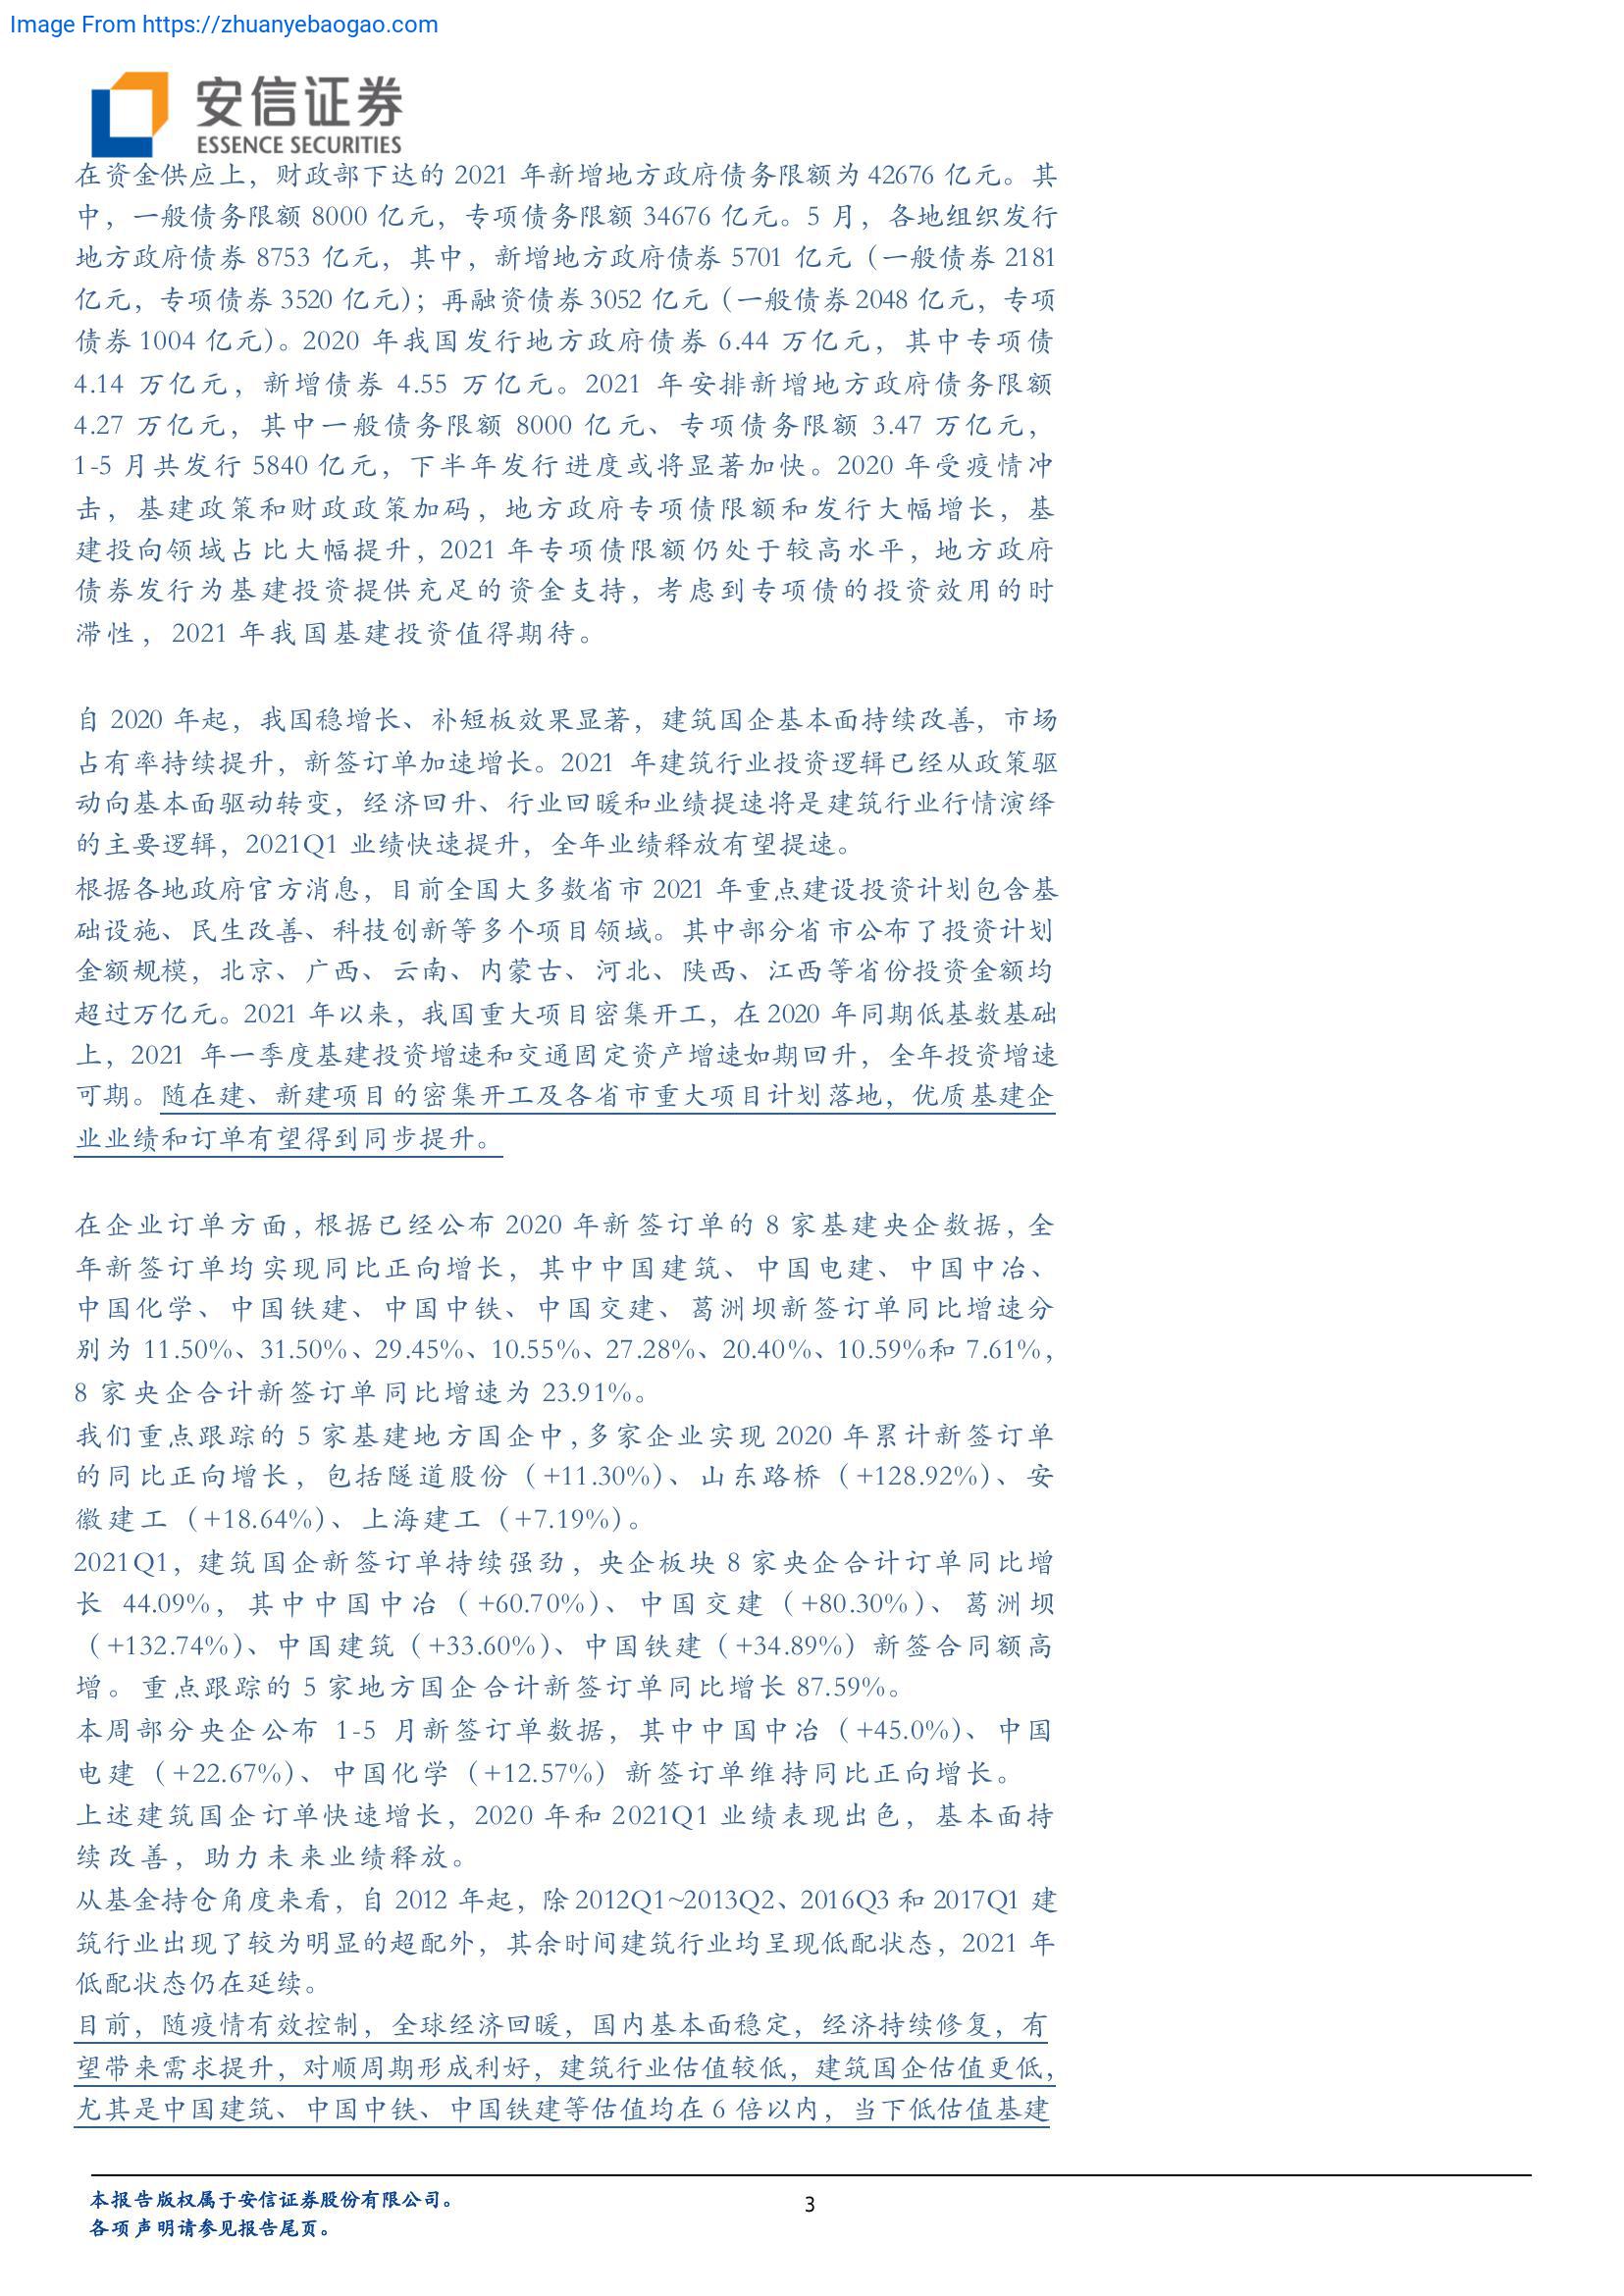 Image From https://zhuanyebaogao.com
安信证券
ESSENCE SECURITIES
在资金供应上，财政部下达的 2021 年新增地方政府债务限额为 42676 亿元。其
中，一般债务限额 8000 亿元，专项债务限额 34676 亿元。5 月，各地组织发行
地方政府债券 8753 亿元，其中，新增地方政府债券 5701 亿元（一般债券 2181
亿元，专项债券 3520 亿元）；再融资债券 3052 亿元（一般债券 2048 亿元，专项
债券 1004 亿元）。2020 年我国发行地方政府债券 6.44 万亿元，其中专项债
4.14 万亿元，新增债券 4.55 万亿元。2021 年安排新增地方政府债务限额
4.27 万亿元，其中一般债务限额 8000 亿元、专项债务限额 3.47 万亿元，
1-5 月共发行 5840 亿元，下半年发行进度或将显著加快。2020 年受疫情冲
击，基建政策和财政政策加码，地方政府专项债限额和发行大幅增长，基
建投向领域占比大幅提升，2021 年专项债限额仍处于较高水平，地方政府
债券发行为基建投资提供充足的资金支持，考虑到专项债的投资效用的时
滞性，2021 年我国基建投资值得期待。
自 2020 年起，我国稳增长、补短板效果显著，建筑国企基本面持续改善，市场
占有率持续提升，新签订单加速增长。2021 年建筑行业投资逻辑已经从政策驱
动向基本面驱动转变，经济回升、行业回暖和业绩提速将是建筑行业行情演绎
的主要逻辑，2021Q1 业绩快速提升，全年业绩释放有望提速。
根据各地政府官方消息，目前全国大多数省市 2021 年重点建设投资计划包含基
础设施、民生改善、科技创新等多个项目领域。其中部分省市公布了投资计划
金额规模，北京、广西、云南、内蒙古、河北、陕西、江西等省份投资金额均
超过万亿元。2021 年以来，我国重大项目密集开工，在 2020 年同期低基数基础
上，2021 年一季度基建投资增速和交通固定资产增速如期回升，全年投资增速
可期。随在建、新建项目的密集开工及各省市重大项目计划落地，优质基建企
业业绩和订单有望得到同步提升。
在企业订单方面，根据已经公布 2020 年新签订单的 8 家基建央企数据，全
年新签订单均实现同比正向增长，其中中国建筑、中国电建、中国中冶、
中国化学、中国铁建、中国中铁、中国交建、葛洲坝新签订单同比增速分
别为 11.50%、31.50%、29.45%、10.55%、27.28%、20.40%、10.59%和 7.61%，
8 家央企合计新签订单同比增速为 23.91%。
我们重点跟踪的 5 家基建地方国企中，多家企业实现 2020 年累计新签订单
的同比正向增长，包括隧道股份（+11.30%）、山东路桥（+128.92%）、安
徽建工（+18.64%）、上海建工（+7.19%）。
2021Q1，建筑国企新签订单持续强劲，央企板块 8 家央企合计订单同比增
长 44.09%，其中中国中冶（+60.70%）、中国交建（+80.30%）、葛洲坝
（+132.74%）、中国建筑（+33.60%）、中国铁建（+34.89%）新签合同额高
增。重点跟踪的 5 家地方国企合计新签订单同比增长 87.59%。
本周部分央企公布 1-5 月新签订单数据，其中中国中冶（+45.0%）、中国
电建（+22.67%）、中国化学（+12.57%）新签订单维持同比正向增长。
上述建筑国企订单快速增长，2020 年和 2021Q1 业绩表现出色，基本面持
续改善，助力未来业绩释放。
从基金持仓角度来看，自 2012 年起，除 2012Q1~2013Q2、2016Q3 和 2017Q1 建
筑行业出现了较为明显的超配外，其余时间建筑行业均呈现低配状态，2021 年
低配状态仍在延续。
目前，随疫情有效控制，全球经济回暖，国内基本面稳定，经济持续修复，有
望带来需求提升，对顺周期形成利好，建筑行业估值较低，建筑国企估值更低，
尤其是中国建筑、中国中铁、中国铁建等估值均在 6 倍以内，当下低估值基建
本报告版权属于安信证券股份有限公司。
3
各项声明请参见报告尾页。